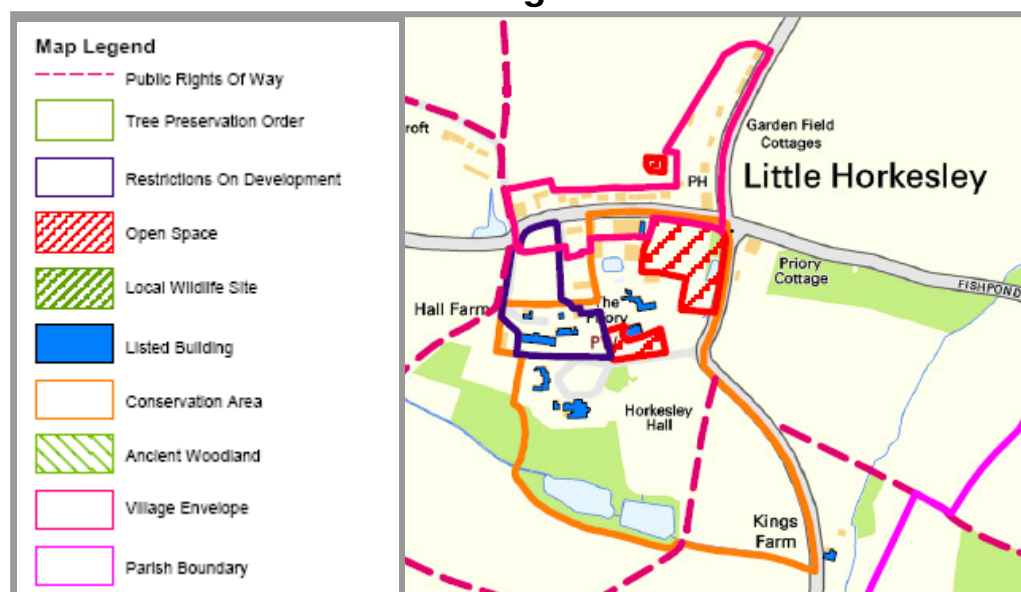 Map Legend
Public Rights Of Way
Tree Preservation Order
Restrictions On Development
Open Space
Local Wildlife Site
Listed Building
Conservation Area
Ancient Woodland
Village Envelope
Parish Boundary
roft
Garden Field
Cottages
PH
Little Horkesley
Priory
Cottage
FISHPOND
Hall Farm
The
Priory
P
Horkesley
Hall
Kings
Farm